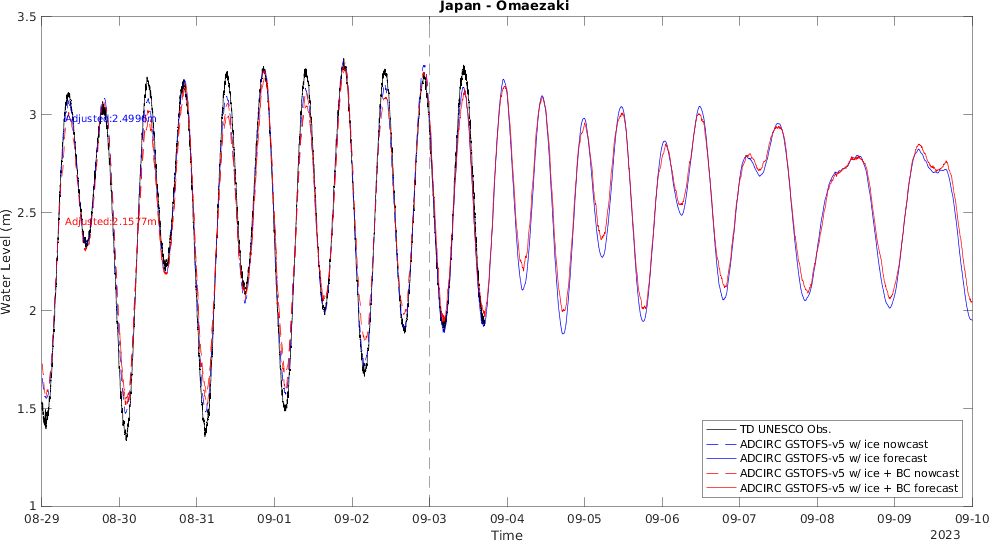 Japan - Omaezaki
3.5
3
2.5
2
1.5
1
Water Level (m)
Adjusted:2.4996m
Adjusted:2.1577m
TD UNESCO Obs.
ADCIRC GSTOFS-v5 w/ ice nowcast
ADCIRC GSTOFS-v5 w/ ice forecast
ADCIRC GSTOFS-v5 w/ ice + BC nowcast
ADCIRC GSTOFS-v5 w/ ice + BC forecast
08-29 08-30 08-31 09-01 09-02 09-03 09-04 09-05 09-06 09-07 09-08 09-09 09-10
Time
2023